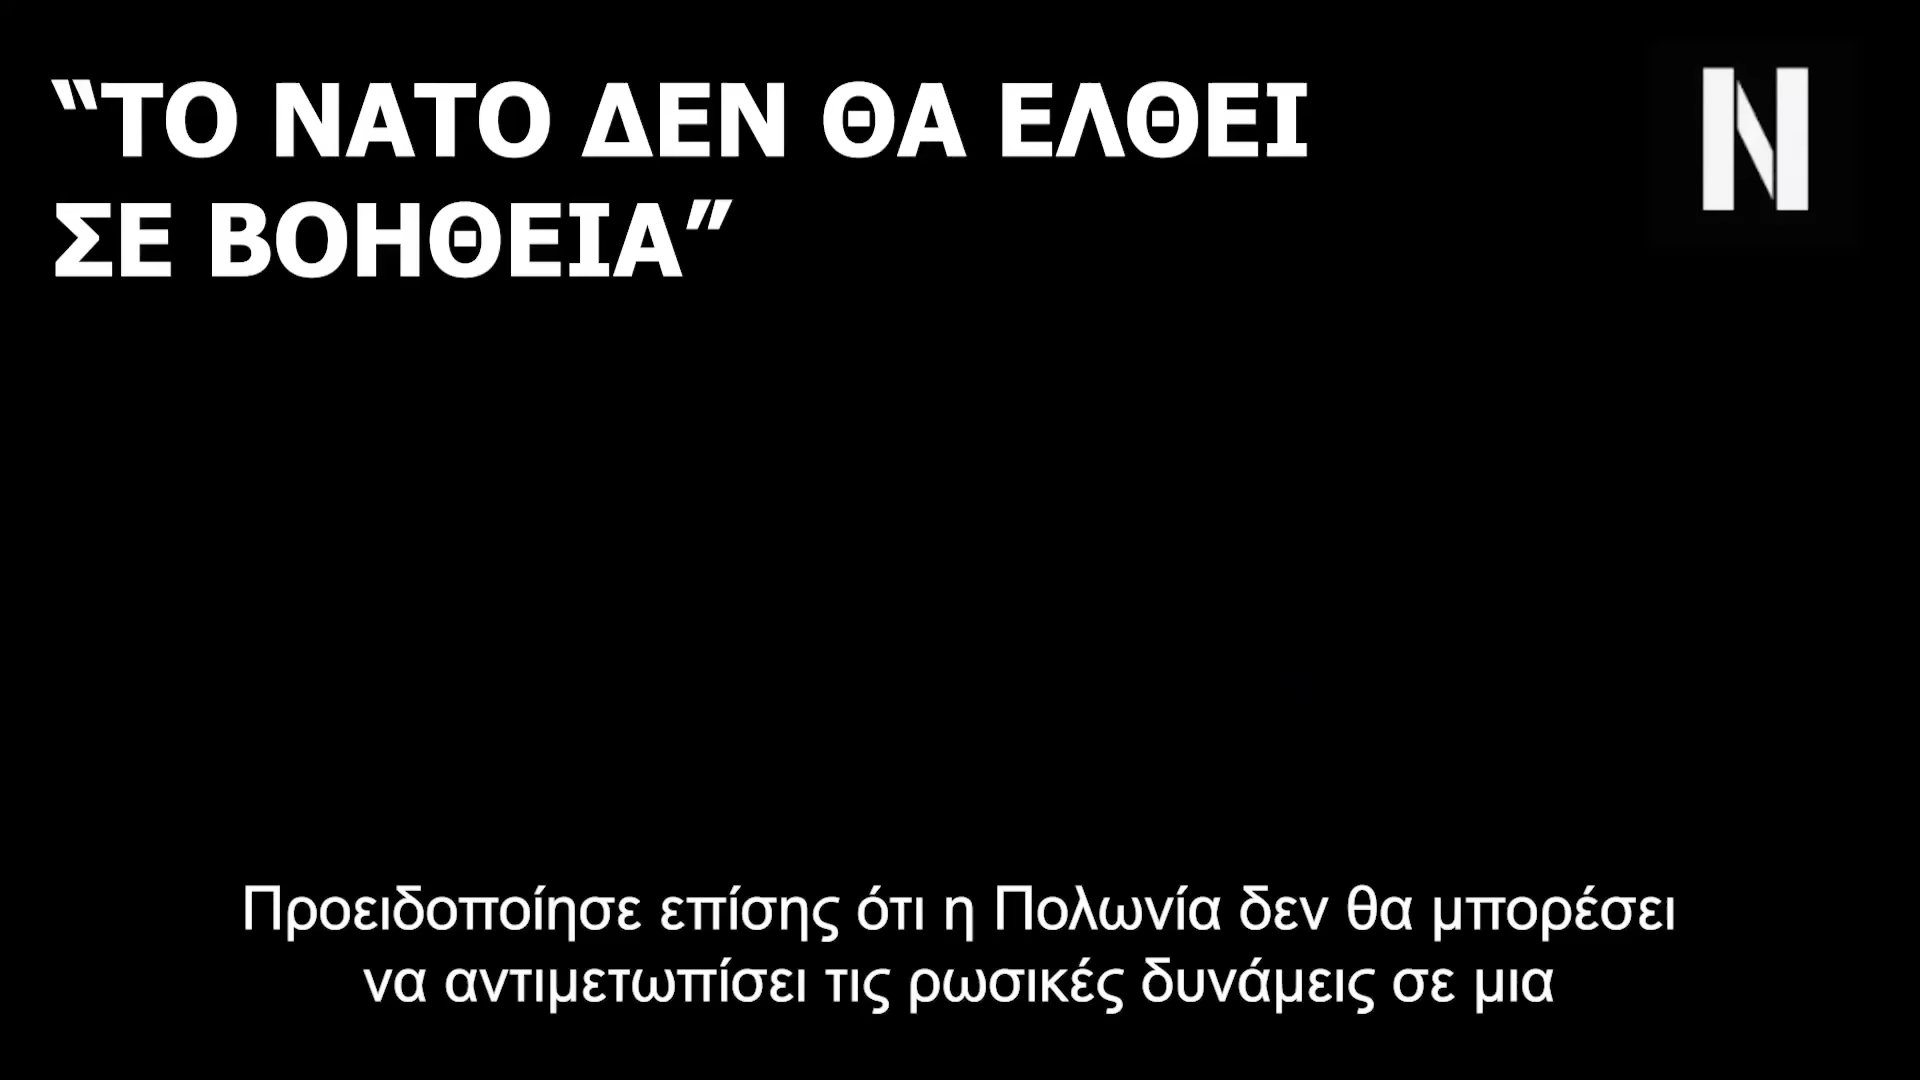 “ΤΟ ΝΑΤΟ ΔΕΝ ΘΑ ΕΛΘΕΙ
ΣΕ ΒΟΗΘΕΙΑ”
N
Προειδοποίησε επίσης ότι η Πολωνία δεν θα μπορέσει
να αντιμετωπίσει τις ρωσικές δυνάμεις σε μια